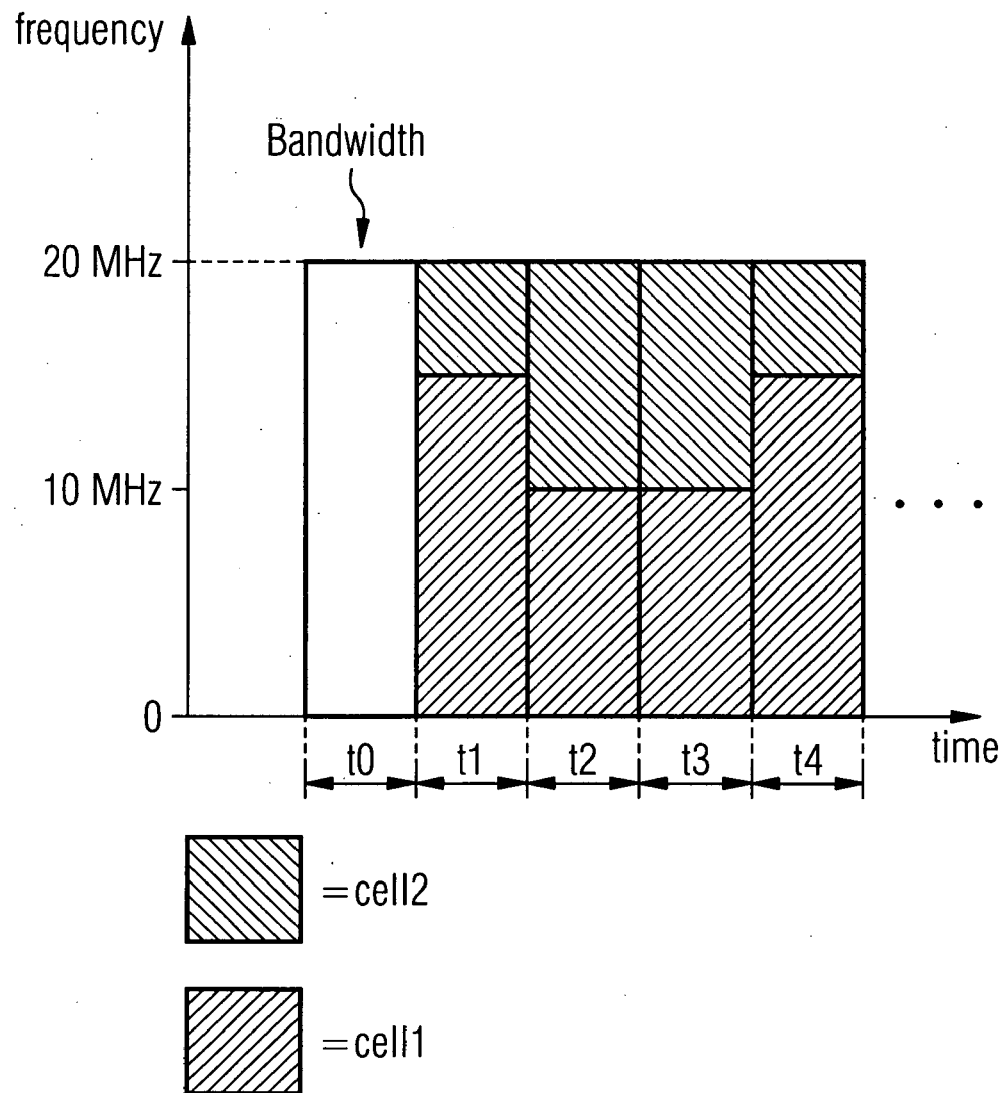 frequency
Bandwidth
20 MHz
10 MHz
0
time
t0 t1 t2 t3 t4
=cell2
=cell1